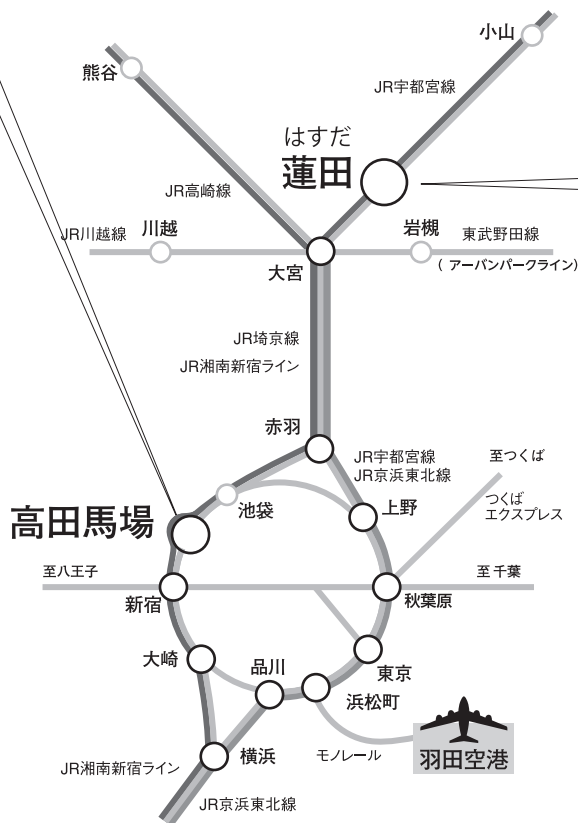 小山
熊谷
JR宇都宮線
はすだ
蓮田
JR高崎線
JR川越線
川越
岩槻
東武野田線
( アーバンパークライン)
大宮
JR埼京線
JR湘南新宿ライン
赤羽
JR宇都宮線
JR京浜東北線
至つくば
つくば
エクスプレス
池袋
上野
高田馬場
至八王子
至 千葉
新宿
秋葉原
大崎
品川
東京
浜松町
横浜
モノレール
羽田空港
JR湘南新宿ライン
JR京浜東北線